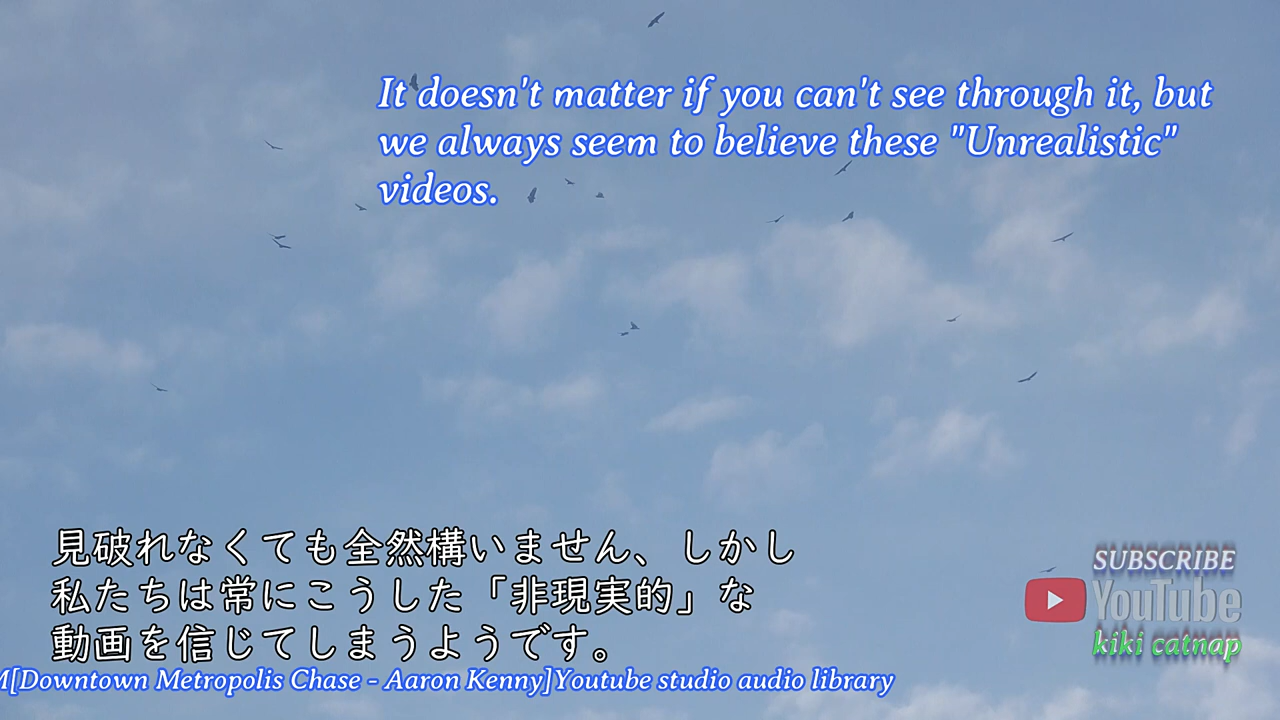 It doesn't matter if you can't see through it, but
we always seem to believe these "Unrealistic"
videos.
見破れなくても全然構いません、しかし
私たちは常にこうした「非現実的」な
動画を信じてしまうようです。
SUBSCRIBE
YouTube
kiki catnap
[Downtown Metropolis Chase - Aaron Kenny]Youtube studio audio library